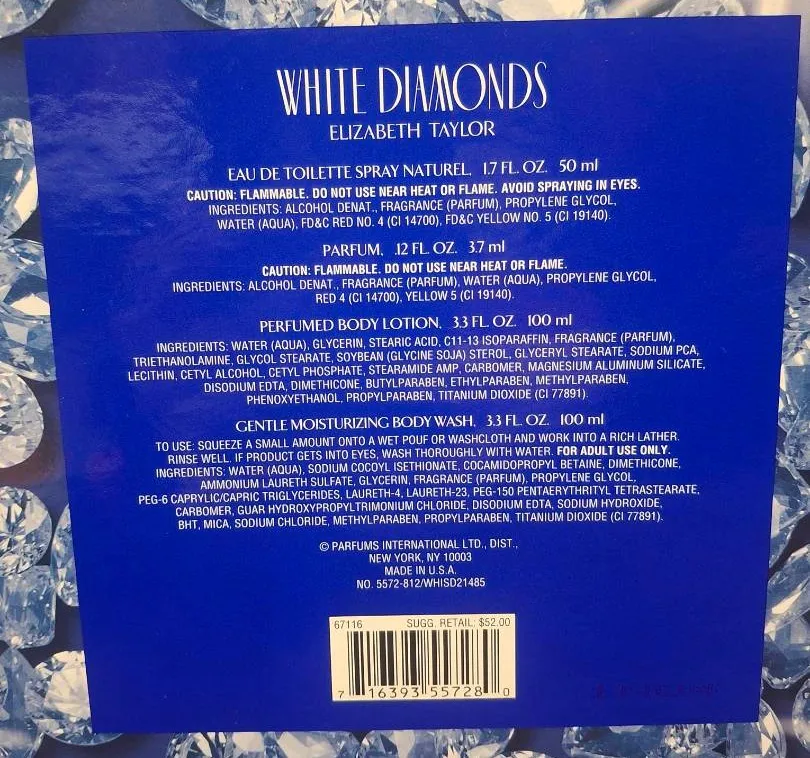 WHITE DIAMONDS
ELIZABETH TAYLOR
EAU DE TOILETTE SPRAY NATUREL, 1.7 FL. OZ. 50 ml
CAUTION: FLAMMABLE. DO NOT USE NEAR HEAT OR FLAME. AVOID SPRAYING IN EYES.
INGREDIENTS: ALCOHOL DENAT., FRAGRANCE (PARFUM), PROPYLENE GLYCOL,
WATER (AQUA), FD&C RED NO. 4 (CI 14700), FD&C YELLOW NO. 5 (CI 19140).
PARFUM, .12 FL. OZ. 3.7 ml
CAUTION: FLAMMABLE. DO NOT USE NEAR HEAT OR FLAME.
INGREDIENTS: ALCOHOL DENAT., FRAGRANCE (PARFUM), WATER (AQUA), PROPYLENE GLYCOL,
RED 4 (CI 14700), YELLOW 5 (CI 19140).
PERFUMED BODY LOTION, 3.3 FL. OZ. 100 ml
INGREDIENTS: WATER (AQUA), GLYCERIN, STEARIC ACID, C11-13 ISOPARAFFIN, FRAGRANCE (PARFUM),
TRIETHANOLAMINE, GLYCOL STEARATE, SOYBEAN (GLYCINE SOJA) STEROL, GLYCERYL STEARATE, SODIUM PCA,
LECITHIN, CETYL ALCOHOL, CETYL PHOSPHATE, STEARAMIDE AMP, CARBOMER, MAGNESIUM ALUMINUM SILICATE,
DISODIUM EDTA, DIMETHICONE, BUTYLPARABEN, ETHYLPARABEN, METHYLPARABEN,
PHENOXYETHANOL, PROPYLPARABEN, TITANIUM DIOXIDE (CI 77891).
GENTLE MOISTURIZING BODY WASH, 3.3 FL. OZ. 100 ml
TO USE: SQUEEZE A SMALL AMOUNT ONTO A WET POUF OR WASHCLOTH AND WORK INTO A RICH LATHER.
RINSE WELL. IF PRODUCT GETS INTO EYES, WASH THOROUGHLY WITH WATER. FOR ADULT USE ONLY.
INGREDIENTS: WATER (AQUA), SODIUM COCOYL ISETHIONATE, COCAMIDOPROPYL BETAINE, DIMETHICONE,
AMMONIUM LAURETH SULFATE, GLYCERIN, FRAGRANCE (PARFUM), PROPYLENE GLYCOL,
PEG-6 CAPRYLIC/CAPRIC TRIGLYCERIDES, LAURETH-4, LAURETH-23, PEG-150 PENTAERYTHRITYL TETRASTEARATE,
CARBOMER, GUAR HYDROXYPROPYLTRIMONIUM CHLORIDE, DISODIUM EDTA, SODIUM HYDROXIDE,
BHT, MICA, SODIUM CHLORIDE, METHYLPARABEN, PROPYLPARABEN, TITANIUM DIOXIDE (CI 77891).
© PARFUMS INTERNATIONAL LTD., DIST.,
NEW YORK, NY 10003
MADE IN U.S.A.
NO. 5572-812/WHISD21485
67116 SUGG. RETAIL: $52.00
7 16393 55728 0